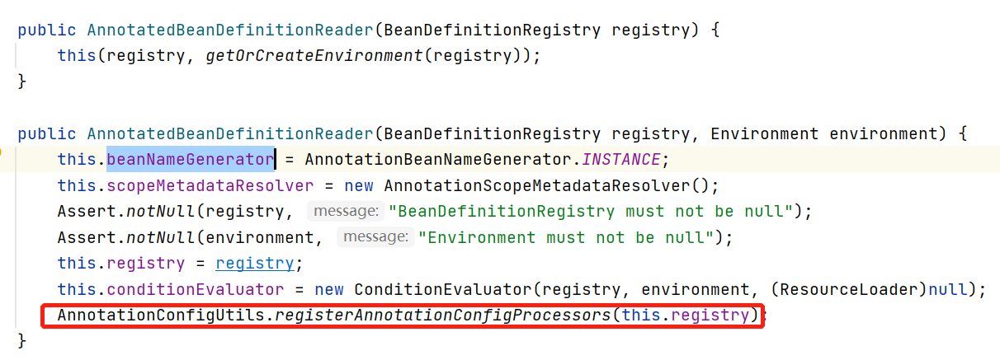 public AnnotatedBeanDefinitionReader(BeanDefinitionRegistry registry) {
    this(registry, getOrCreateEnvironment(registry));
}
public AnnotatedBeanDefinitionReader(BeanDefinitionRegistry registry, Environment environment) {
    this.beanNameGenerator = AnnotationBeanNameGenerator.INSTANCE;
    this.scopeMetadataResolver = new AnnotationScopeMetadataResolver();
    Assert.notNull(registry, message: "BeanDefinitionRegistry must not be null");
    Assert.notNull(environment, message: "Environment must not be null");
    this.registry = registry;
    this.conditionEvaluator = new ConditionEvaluator(registry, environment, (ResourceLoader)null);
    AnnotationConfigUtils.registerAnnotationConfigProcessors(this.registry);
}